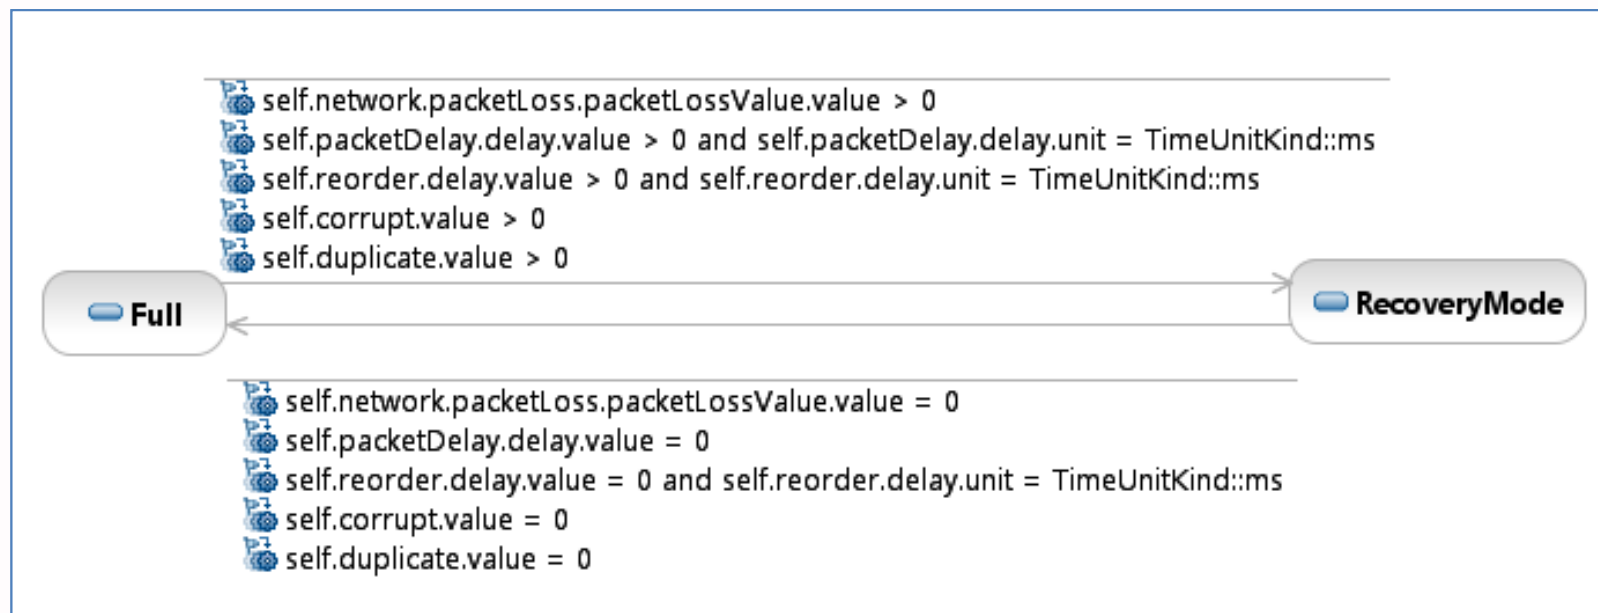 self.network.packetLoss.packetLossValue.value > 0
self.packetDelay.delay.value > 0 and self.packetDelay.delay.unit = TimeUnitKind::ms
self.reorder.delay.value > 0 and self.reorder.delay.unit = TimeUnitKind::ms
self.corrupt.value > 0
self.duplicate.value > 0
Full
RecoveryMode
self.network.packetLoss.packetLossValue.value = 0
self.packetDelay.delay.value = 0
self.reorder.delay.value = 0 and self.reorder.delay.unit = TimeUnitKind::ms
self.corrupt.value = 0
self.duplicate.value = 0